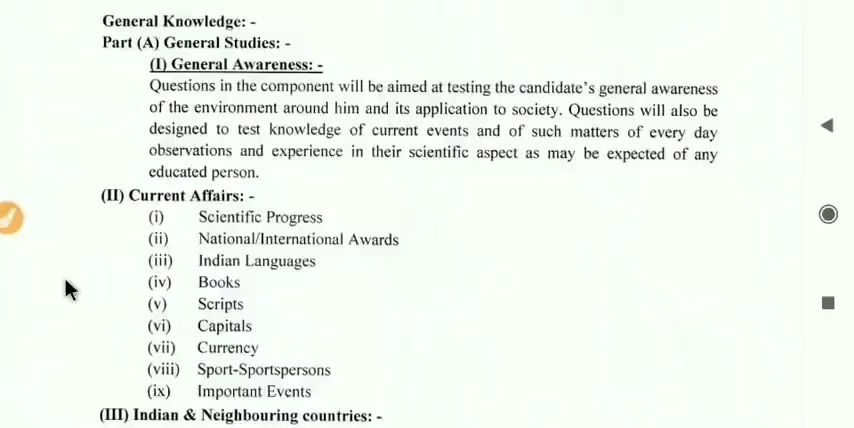 General Knowledge: -
Part (A) General Studies: -
(I) General Awareness: -
Questions in the component will be aimed at testing the candidate's general awareness
of the environment around him and its application to society. Questions will also be
designed to test knowledge of current events and of such matters of every day
observations and experience in their scientific aspect as may be expected of any
educated person.
(II) Current Affairs: -
(i) Scientific Progress
(ii) National/International Awards
(iii) Indian Languages
(iv) Books
(v) Scripts
(vi) Capitals
(vii) Currency
(viii) Sport-Sportspersons
(ix) Important Events
(III) Indian & Neighbouring countries: -